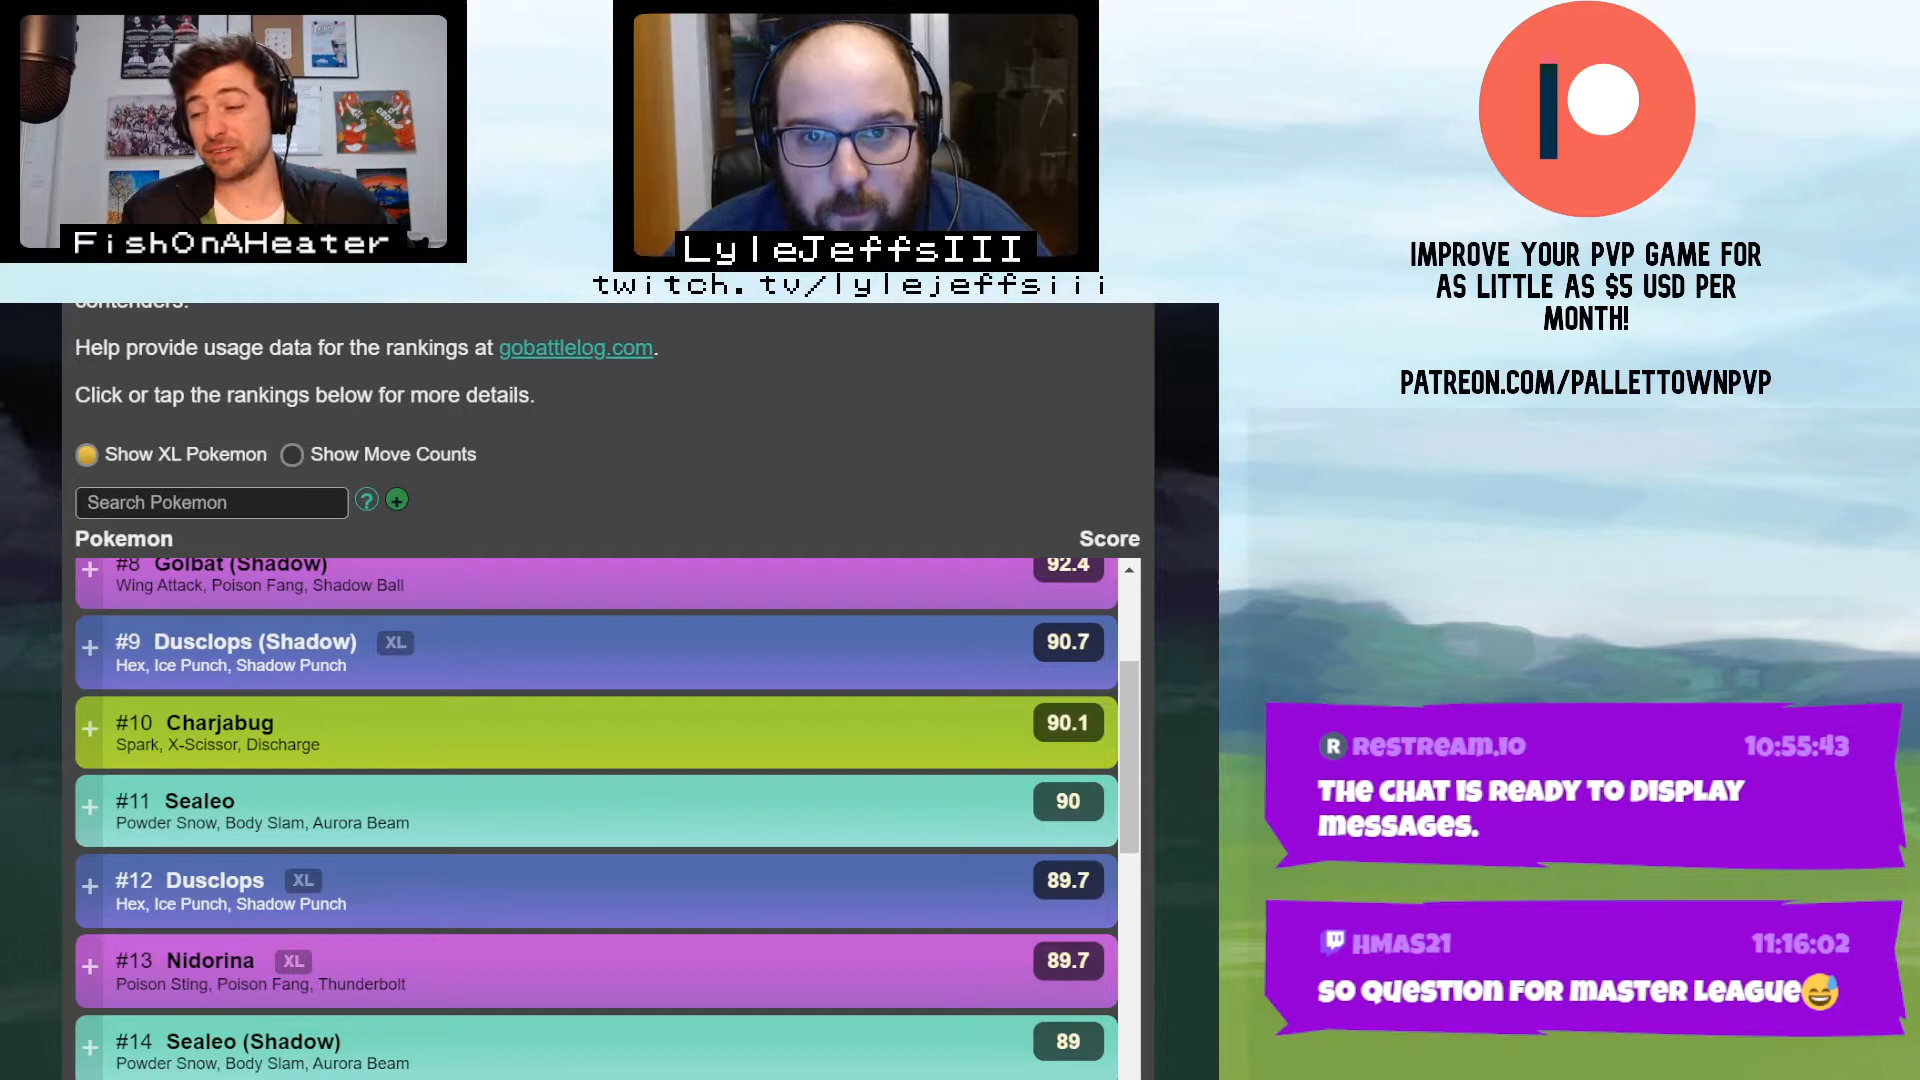 FishOnAHeater
LyleJeffsIII
twitch.tv/lylejeffsiii
IMPROVE YOUR PVP GAME FOR
AS LITTLE AS $5 USD PER
MONTH!
PATREON.COM/PALLETTOWNPVP
contenders.
Help provide usage data for the rankings at gobattlelog.com.
Click or tap the rankings below for more details.
Show XL Pokemon Show Move Counts
Search Pokemon ? +
Pokemon Score
#8 Golbat (Shadow) 92.4
Wing Attack, Poison Fang, Shadow Ball
#9 Dusclops (Shadow) XL 90.7
Hex, Ice Punch, Shadow Punch
#10 Charjabug 90.1
Spark, X-Scissor, Discharge
#11 Sealeo 90
Powder Snow, Body Slam, Aurora Beam
#12 Dusclops XL 89.7
Hex, Ice Punch, Shadow Punch
#13 Nidorina XL 89.7
Poison Sting, Poison Fang, Thunderbolt
#14 Sealeo (Shadow) 89
Powder Snow, Body Slam, Aurora Beam
R Restream.io 10:55:43
The chat is ready to display
messages.
HMAS21 11:16:02
So question for master league😅